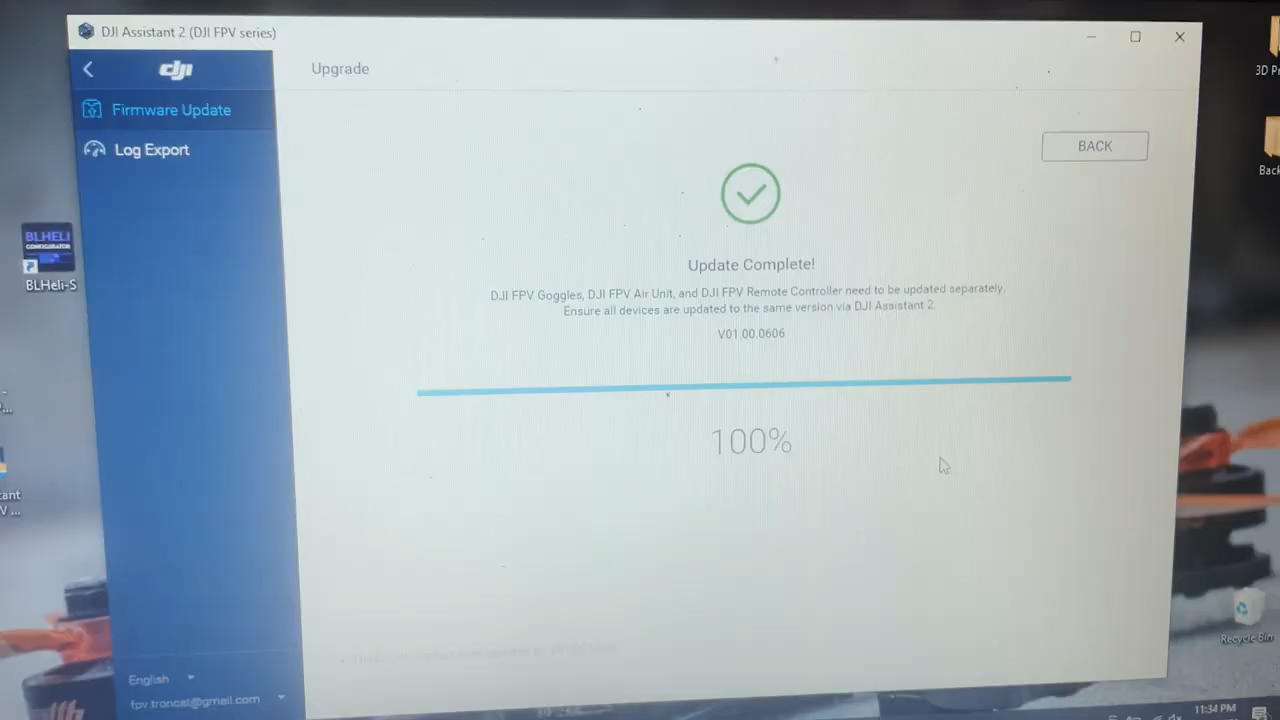 DJI Assistant 2 (DJI FPV series)
dji
Upgrade
Firmware Update
Log Export
BACK
Update Complete!
DJI FPV Goggles, DJI FPV Air Unit, and DJI FPV Remote Controller need to be updated separately.
Ensure all devices are updated to the same version via DJI Assistant 2.
V01.00.0606
100%
English
fpv.troncat@gmail.com
BLHELI
CONFIGURATOR
BLHeli-S
3D Pr
Back
Recycle Bin
11:34 PM